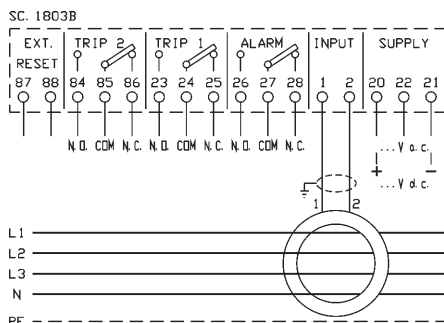 SC. 1803B
EXT. RESET TRIP 2 TRIP 1 ALARM INPUT SUPPLY
87 88 84 85 86 23 24 25 26 27 28 1 2 20 22 21
N.O. COM N.C. N.O. COM N.C. N.O. COM N.C.
...V a.c.
+ −
...V d.c.
1 2
L1
L2
L3
N
PE